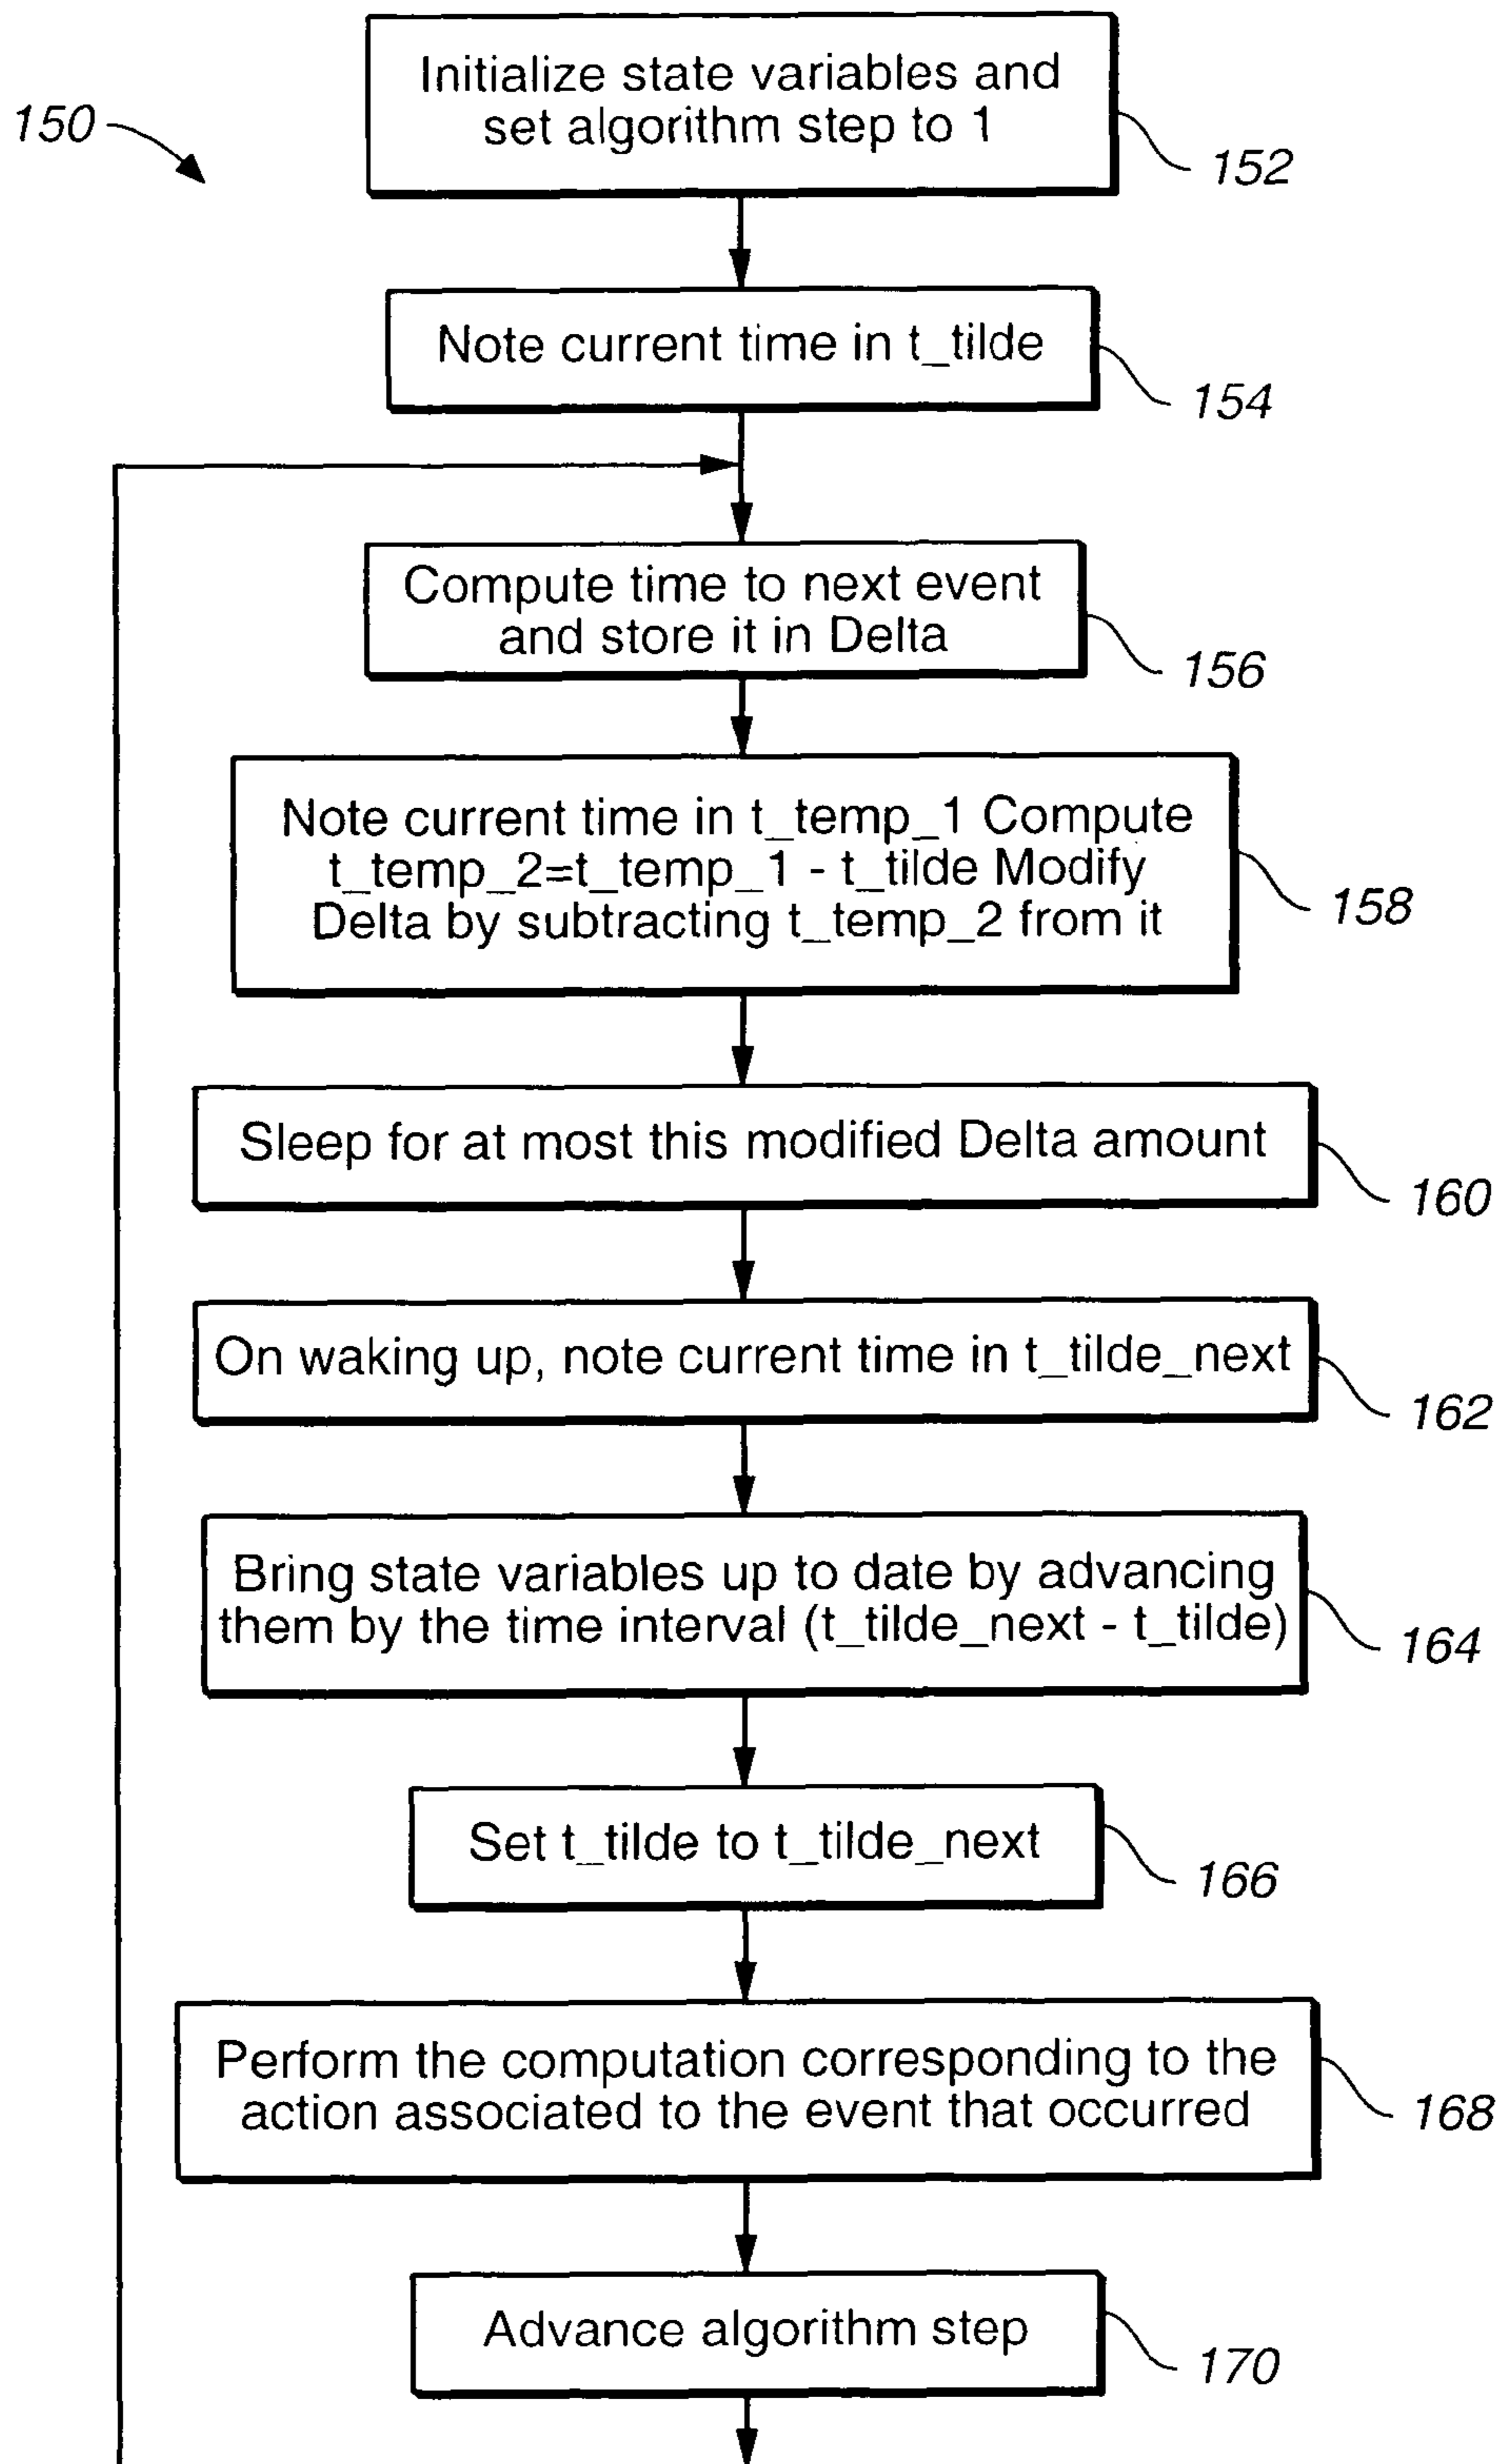 150
Initialize state variables and
set algorithm step to 1
152
Note current time in t_tilde
154
Compute time to next event
and store it in Delta
156
Note current time in t_temp_1 Compute
t_temp_2=t_temp_1 - t_tilde Modify
Delta by subtracting t_temp_2 from it
158
Sleep for at most this modified Delta amount
160
On waking up, note current time in t_tilde_next
162
Bring state variables up to date by advancing
them by the time interval (t_tilde_next - t_tilde)
164
Set t_tilde to t_tilde_next
166
Perform the computation corresponding to the
action associated to the event that occurred
168
Advance algorithm step
170